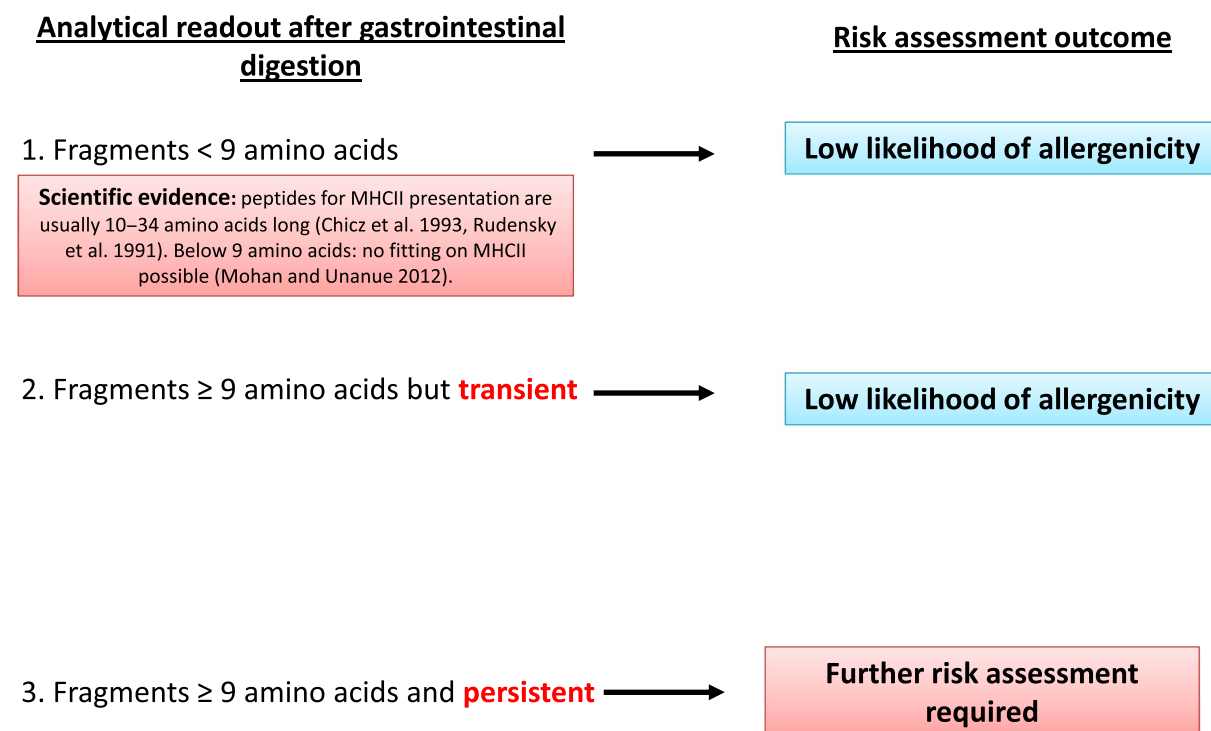 Analytical readout after gastrointestinal
digestion
Risk assessment outcome
1. Fragments < 9 amino acids
Low likelihood of allergenicity
Scientific evidence: peptides for MHCII presentation are
usually 10–34 amino acids long (Chicz et al. 1993, Rudensky
et al. 1991). Below 9 amino acids: no fitting on MHCII
possible (Mohan and Unanue 2012).
2. Fragments ≥ 9 amino acids but transient
Low likelihood of allergenicity
3. Fragments ≥ 9 amino acids and persistent
Further risk assessment
required